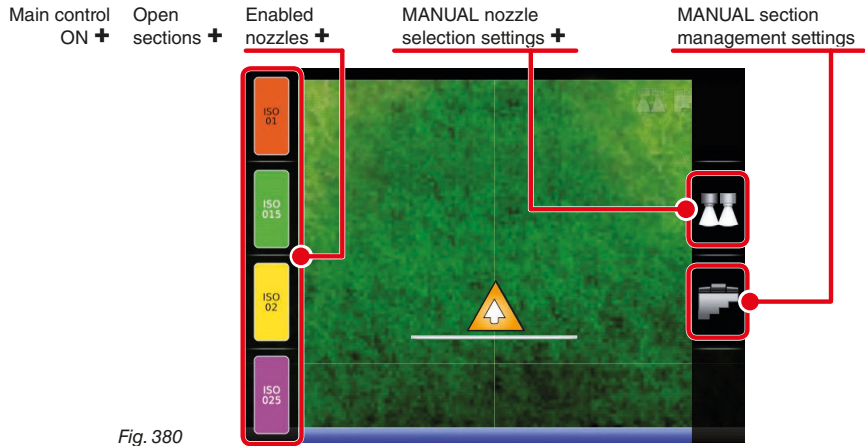 Main control
ON +
Open
sections +
Enabled
nozzles +
MANUAL nozzle
selection settings +
MANUAL section
management settings
ISO
01
ISO
015
ISO
02
ISO
025
Fig. 380